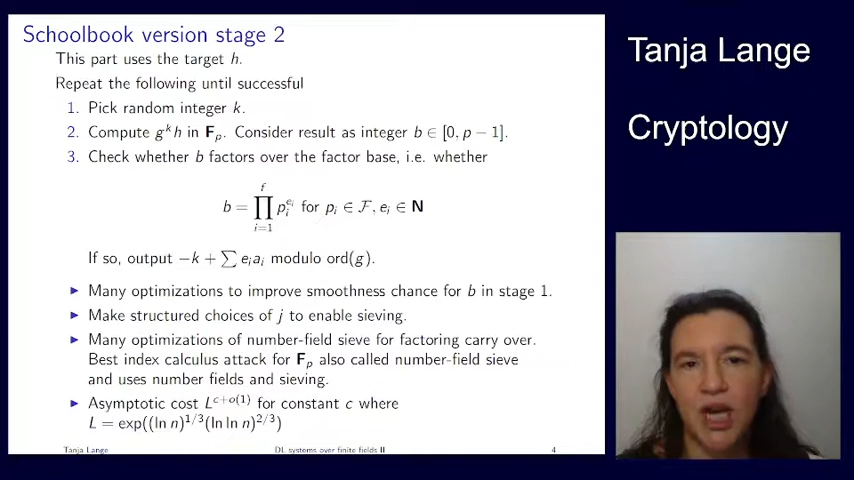 Schoolbook version stage 2
This part uses the target h.
Repeat the following until successful
1. Pick random integer k.
2. Compute gᵏh in F_p. Consider result as integer b ∈ [0, p − 1].
3. Check whether b factors over the factor base, i.e. whether
b = ∏_{i=1}^{f} p_i^{e_i} for p_i ∈ F, e_i ∈ N
If so, output −k + ∑ e_i a_i modulo ord(g).
▶ Many optimizations to improve smoothness chance for b in stage 1.
▶ Make structured choices of j to enable sieving.
▶ Many optimizations of number-field sieve for factoring carry over.
Best index calculus attack for F_p also called number-field sieve
and uses number fields and sieving.
▶ Asymptotic cost L^{c+o(1)} for constant c where
L = exp((ln n)^{1/3}(ln ln n)^{2/3})
Tanja Lange DL systems over finite fields II 4
Tanja Lange
Cryptology